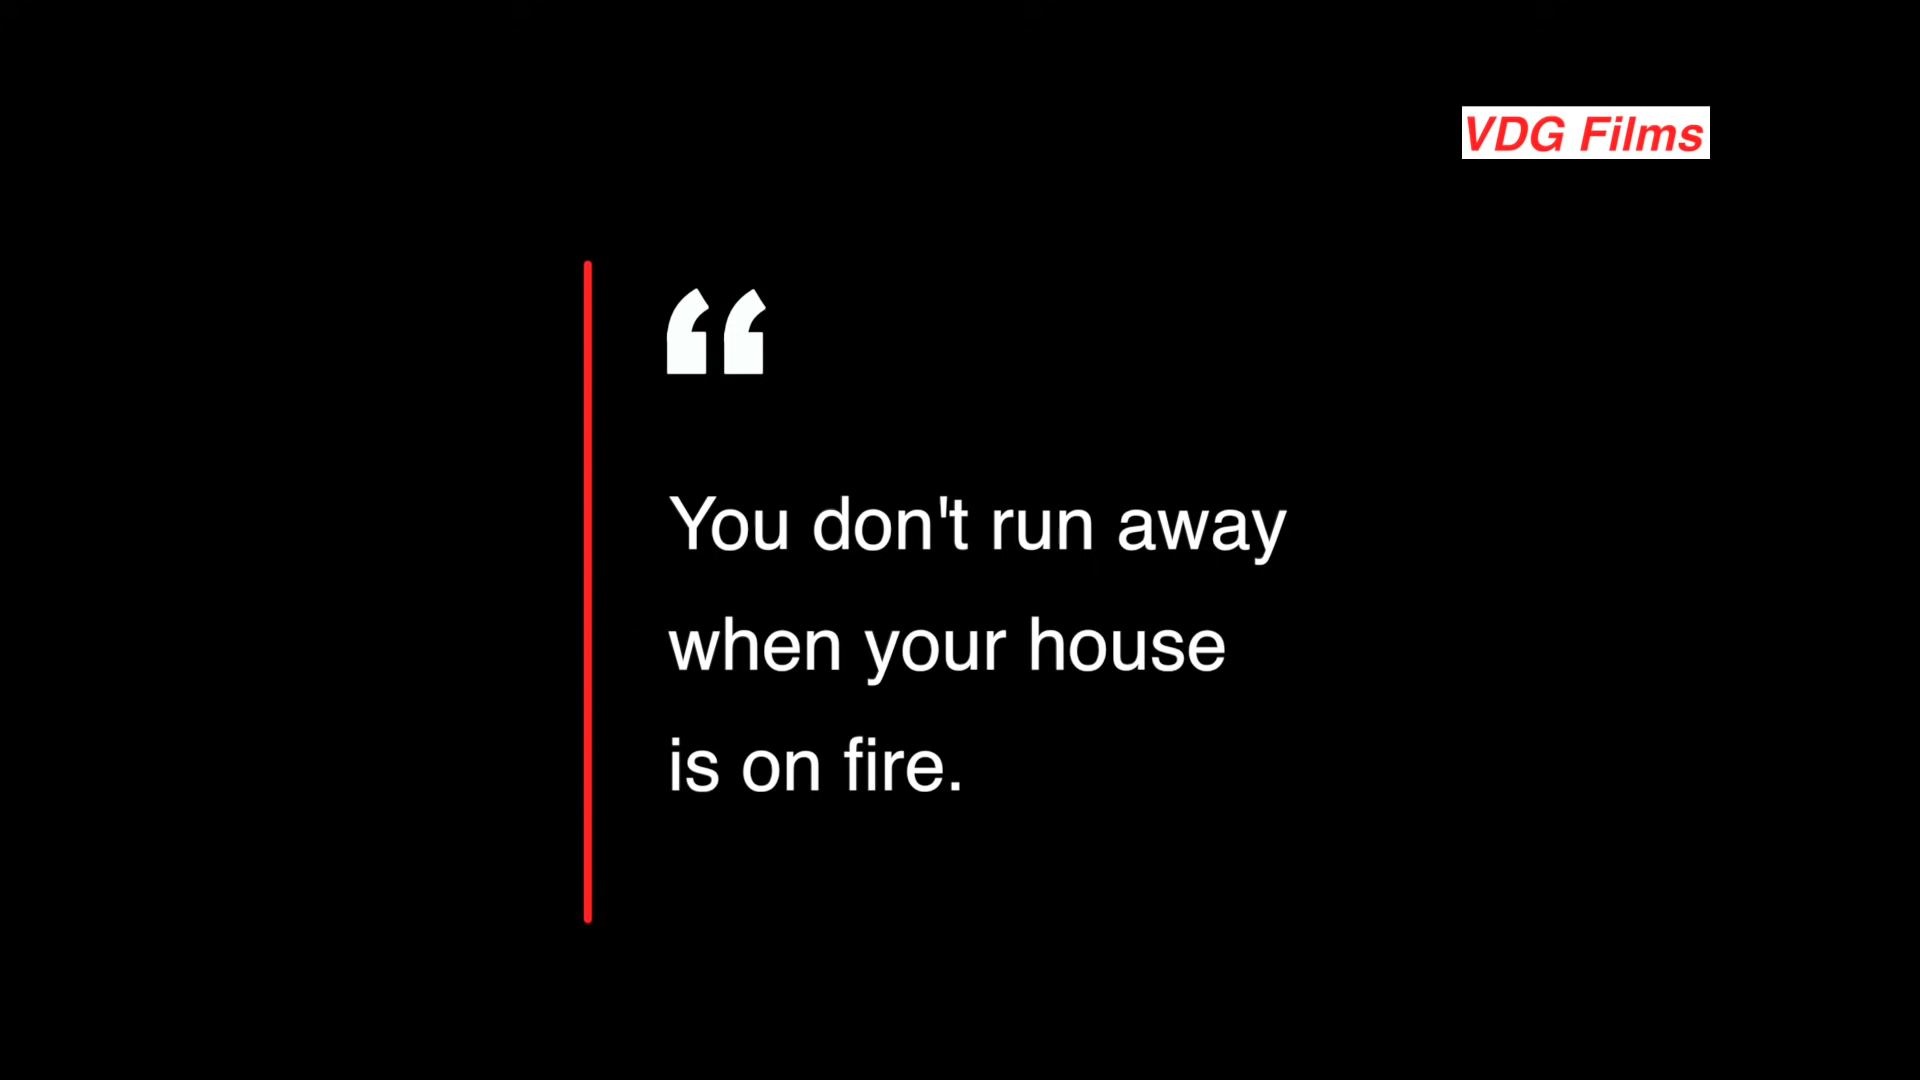 VDG Films
“
You don't run away
when your house
is on fire.